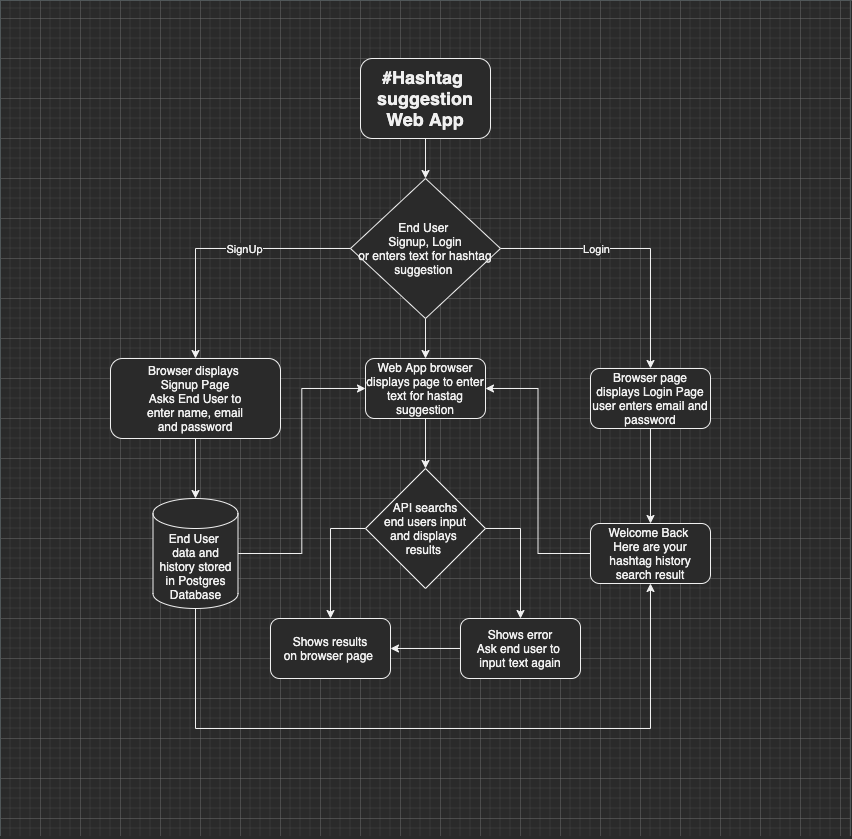 #Hashtag
suggestion
Web App
End User
Signup, Login
or enters text for hashtag
suggestion
SignUp
Login
Browser displays
Signup Page
Asks End User to
enter name, email
and password
Web App browser
displays page to enter
text for hastag
suggestion
Browser page
displays Login Page
user enters email and
password
End User
data and
history stored
in Postgres
Database
API searchs
end users input
and displays
results
Welcome Back
Here are your
hashtag history
search result
Shows results
on browser page
Shows error
Ask end user to
input text again